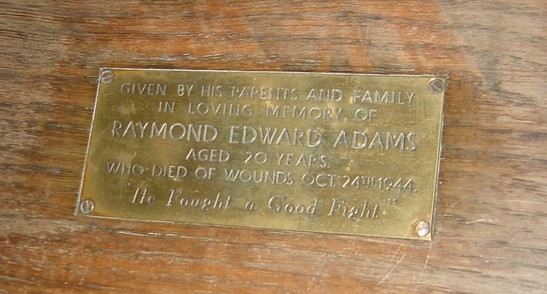 GIVEN BY HIS PARENTS AND FAMILY
IN LOVING MEMORY OF
RAYMOND EDWARD ADAMS
AGED 20 YEARS.
WHO DIED OF WOUNDS OCT. 24TH 1944.
"He Fought a Good Fight."